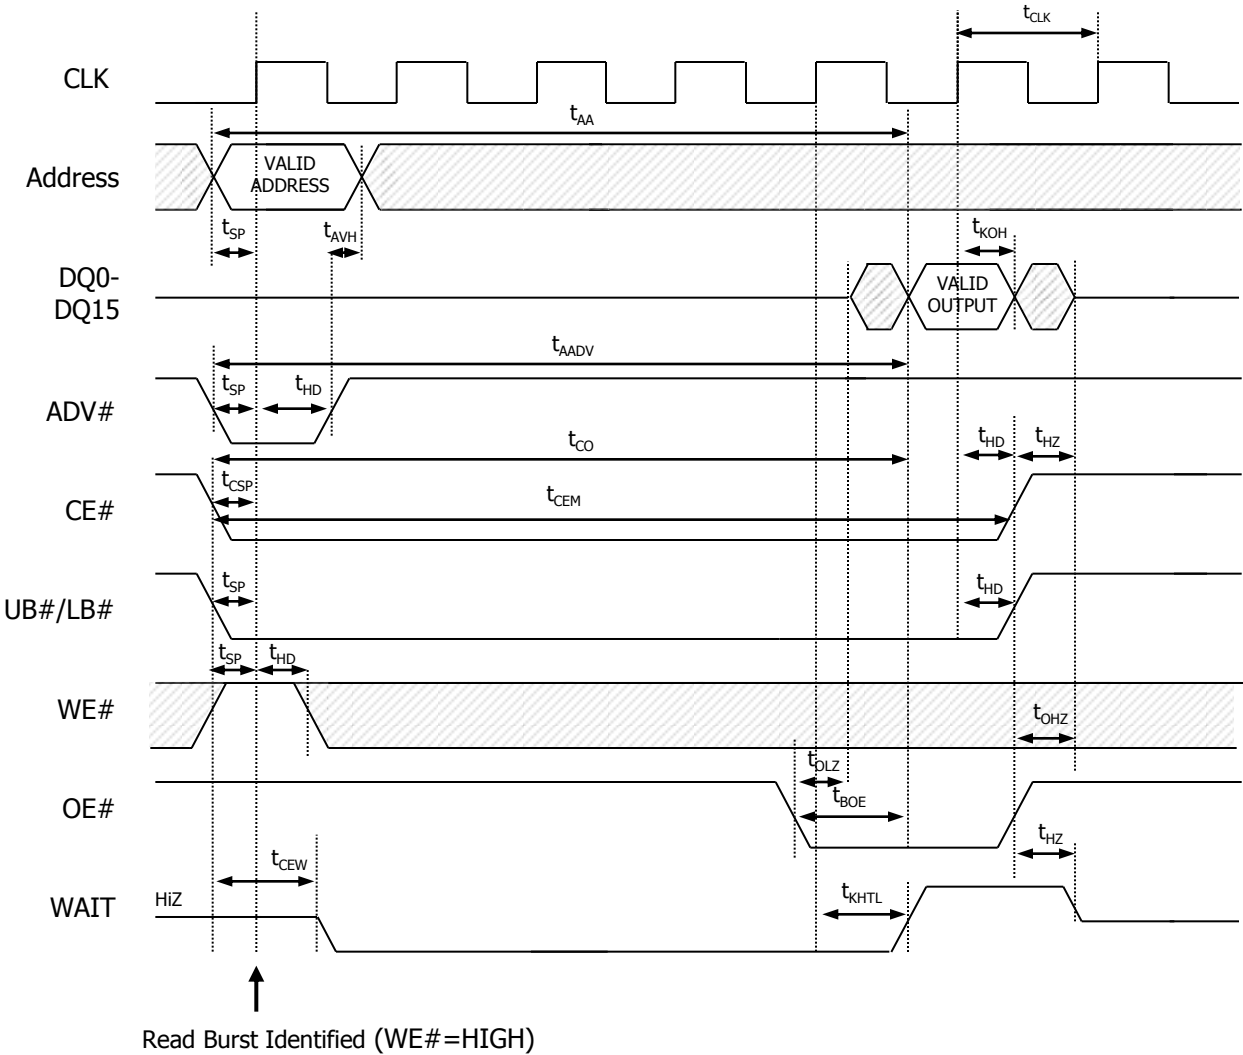 tCLK
CLK
tAA
Address
VALID
ADDRESS
tSP
tAVH
tKOH
DQ0-
DQ15
VALID
OUTPUT
tAADV
tSP
tHD
ADV#
tCO
tHD
tHZ
tCSP
tCEM
CE#
tSP
tHD
UB#/LB#
tSP
tHD
WE#
tOHZ
tOLZ
tBOE
OE#
tHZ
tCEW
HiZ
tKHTL
WAIT
Read Burst Identified (WE#=HIGH)